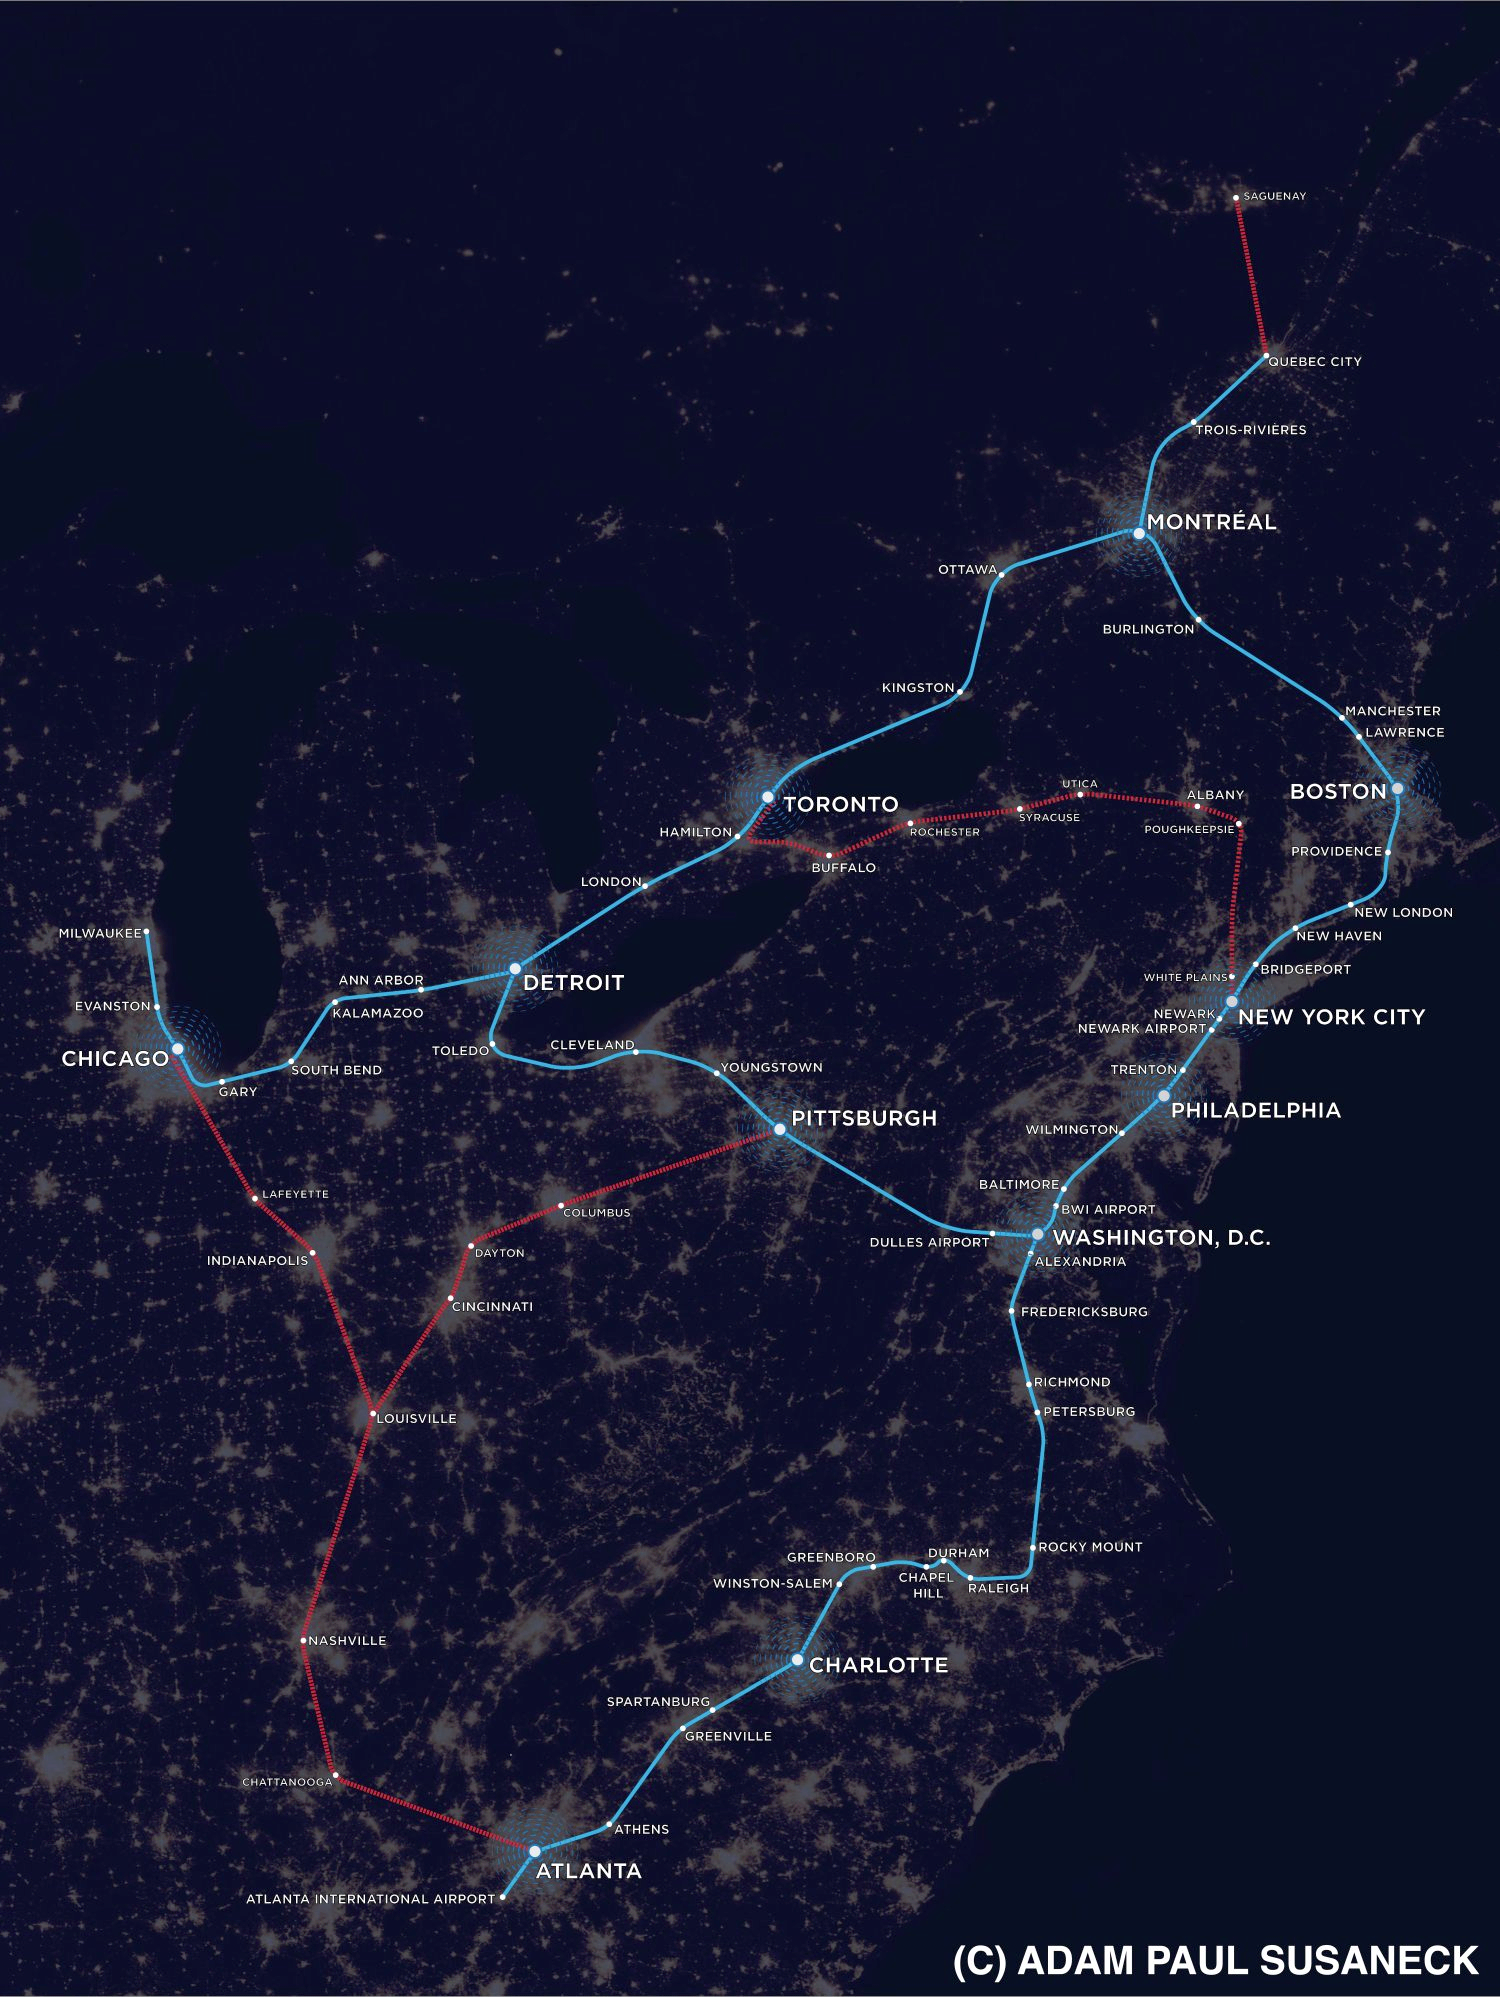 SAGUENAY
QUEBEC CITY
TROIS-RIVIERES
MONTRÉAL
OTTAWA
BURLINGTON
KINGSTON
MANCHESTER
LAWRENCE
UTICA
BOSTON
ALBANY
TORONTO
SYRACUSE
POUGHKEEPSIE
HAMILTON
ROCHESTER
PROVIDENCE
BUFFALO
LONDON
NEW LONDON
MILWAUKEE
NEW HAVEN
BRIDGEPORT
WHITE PLAINS
ANN ARBOR
DETROIT
EVANSTON
KALAMAZOO
NEWARK
NEW YORK CITY
NEWARK AIRPORT
CLEVELAND
TOLEDO
CHICAGO
YOUNGSTOWN
SOUTH BEND
TRENTON
GARY
PHILADELPHIA
PITTSBURGH
WILMINGTON
BALTIMORE
LAFEYETTE
BWI AIRPORT
COLUMBUS
WASHINGTON, D.C.
DULLES AIRPORT
DAYTON
INDIANAPOLIS
ALEXANDRIA
CINCINNATI
FREDERICKSBURG
RICHMOND
PETERSBURG
LOUISVILLE
ROCKY MOUNT
DURHAM
GREENBORO
CHAPEL
HILL
WINSTON-SALEM
RALEIGH
NASHVILLE
CHARLOTTE
SPARTANBURG
GREENVILLE
CHATTANOOGA
ATHENS
ATLANTA
ATLANTA INTERNATIONAL AIRPORT
(C) ADAM PAUL SUSANECK